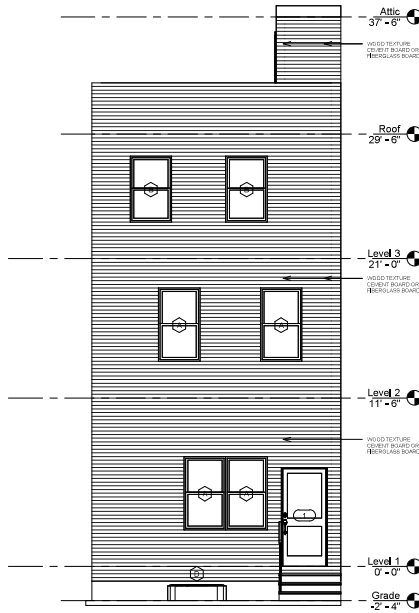 Attic
37' - 6"
WOOD TEXTURE
CEMENT BOARD OR
FIBERGLASS BOARD
Roof
29' - 6"
B
B
Level 3
21' - 0"
WOOD TEXTURE
CEMENT BOARD OR
FIBERGLASS BOARD
A
A
Level 2
11' - 6"
WOOD TEXTURE
CEMENT BOARD OR
FIBERGLASS BOARD
A
A
1
Level 1
0' - 0"
D
Grade
-2' - 4"